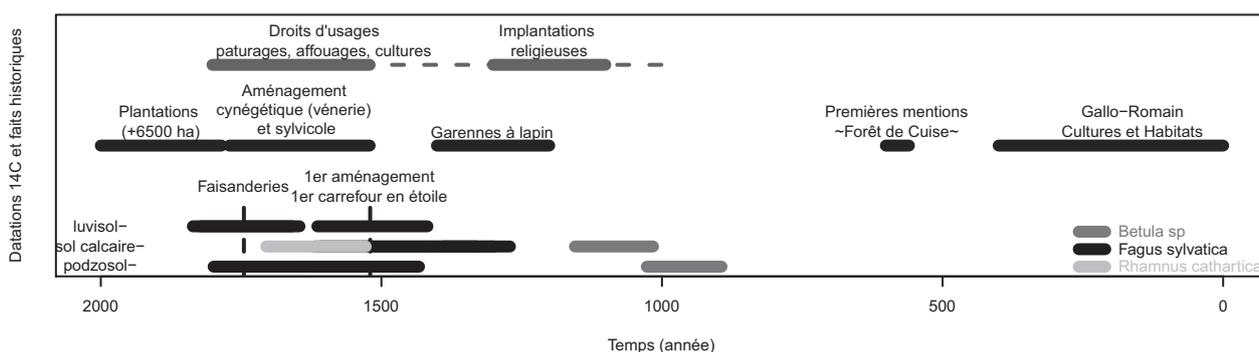 Datations 14C et faits historiques
Droits d'usages
paturages, affouages, cultures
Implantations
religieuses
Plantations
(+6500 ha)
Aménagement
cynégétique (vénerie)
et sylvicole
Garennes à lapin
Premières mentions
~Forêt de Cuise~
Gallo−Romain
Cultures et Habitats
Faisanderies
1er aménagement
1er carrefour en étoile
luvisol−
sol calcaire−
podzosol−
Betula sp
Fagus sylvatica
Rhamnus cathartica
2000
1500
1000
500
0
Temps (année)